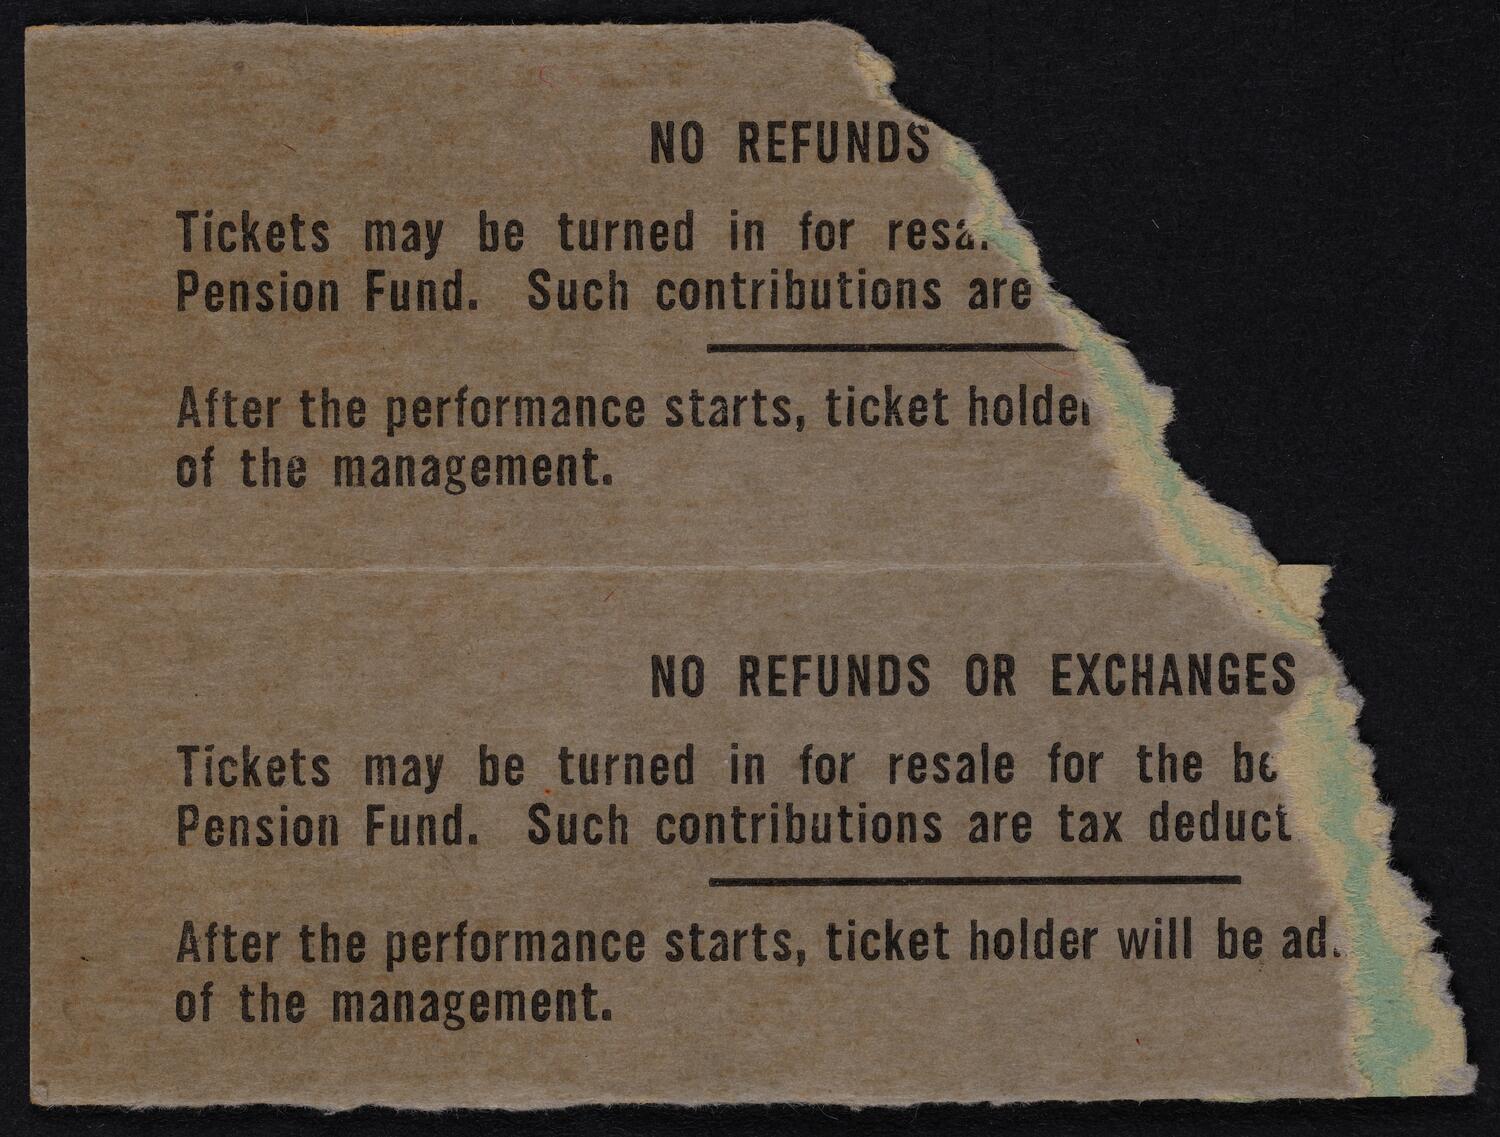 NO REFUNDS
Tickets may be turned in for
Pension Fund. Such contributions are
After the performance starts, ticket
of the management.
NO REFUNDS OR EXCHANGES
Tickets may be turned in for resale for the
Pension Fund. Such contributions are tax deduct
After the performance starts, ticket holder will be ad
of the management.